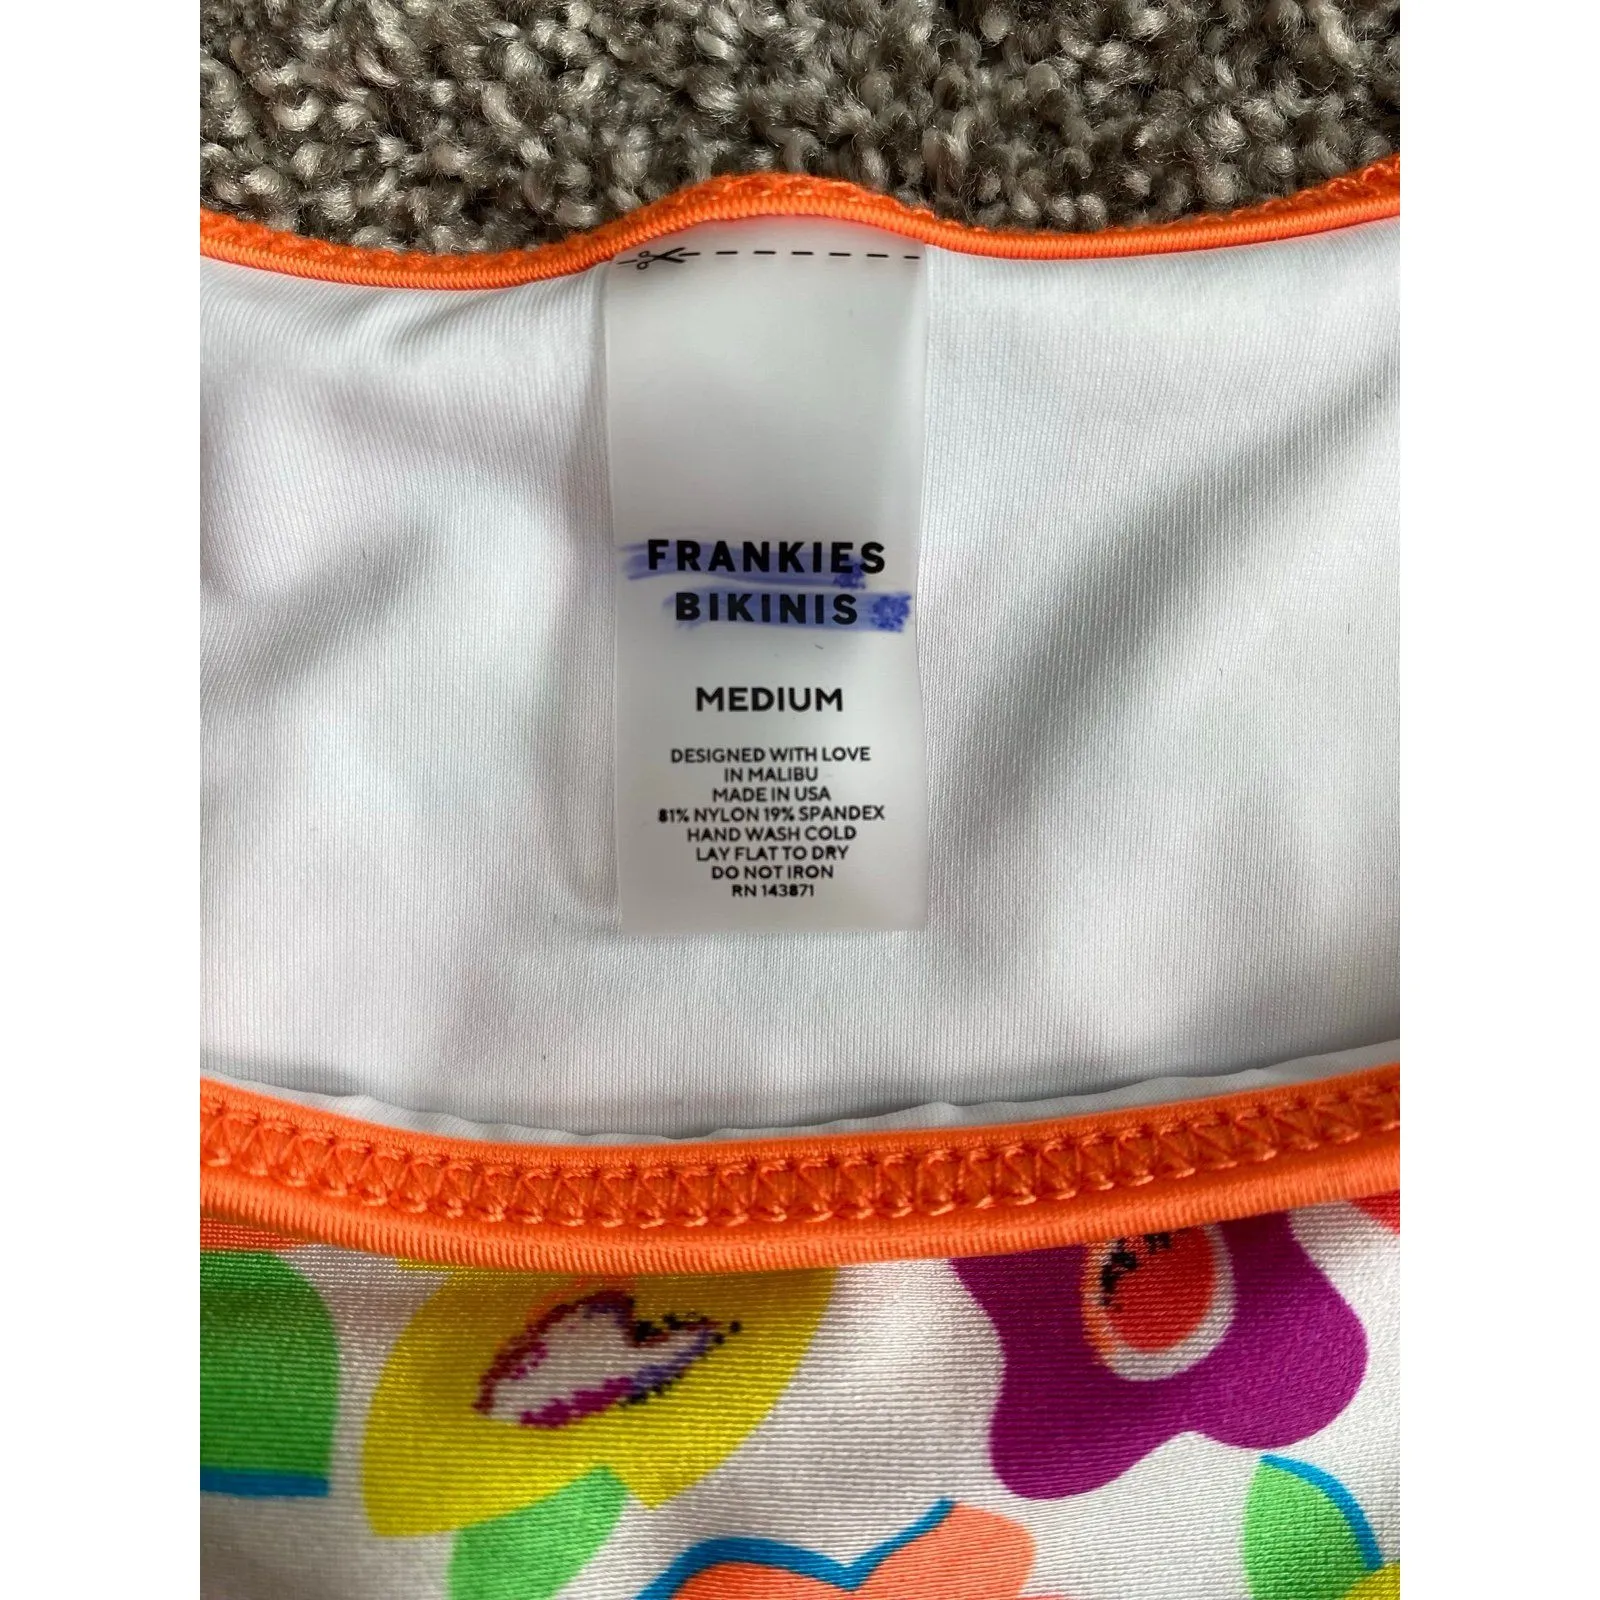 FRANKIES
BIKINIS
MEDIUM
DESIGNED WITH LOVE
IN MALIBU
MADE IN USA
81% NYLON 19% SPANDEX
HAND WASH COLD
LAY FLAT TO DRY
DO NOT IRON
RN 143871